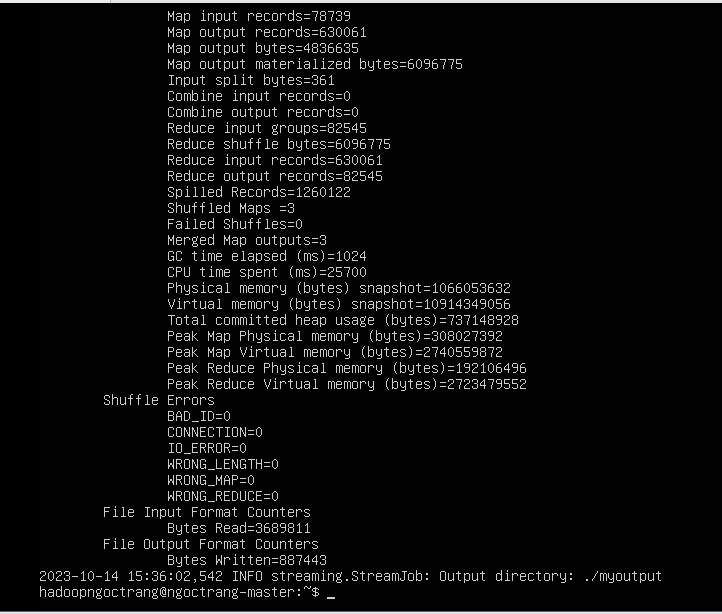 Map input records=78739
Map output records=630061
Map output bytes=4836635
Map output materialized bytes=6096775
Input split bytes=361
Combine input records=0
Combine output records=0
Reduce input groups=82545
Reduce shuffle bytes=6096775
Reduce input records=630061
Reduce output records=82545
Spilled Records=1260122
Shuffled Maps =3
Failed Shuffles=0
Merged Map outputs=3
GC time elapsed (ms)=1024
CPU time spent (ms)=25700
Physical memory (bytes) snapshot=1066053632
Virtual memory (bytes) snapshot=10914349056
Total committed heap usage (bytes)=737148928
Peak Map Physical memory (bytes)=308027392
Peak Map Virtual memory (bytes)=2740559872
Peak Reduce Physical memory (bytes)=192106496
Peak Reduce Virtual memory (bytes)=2723479552
Shuffle Errors
BAD_ID=0
CONNECTION=0
IO_ERROR=0
WRONG_LENGTH=0
WRONG_MAP=0
WRONG_REDUCE=0
File Input Format Counters
Bytes Read=3689811
File Output Format Counters
Bytes Written=887443
2023-10-14 15:36:02,542 INFO streaming.StreamJob: Output directory: ./myoutput
hadoopngoctrang@ngoctrang-master:~$ _